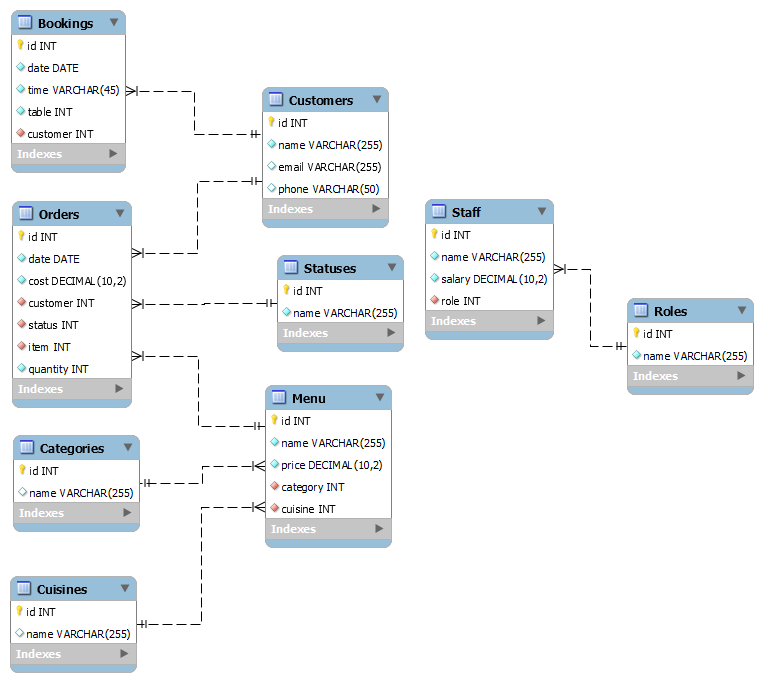 Bookings
id INT
date DATE
time VARCHAR(45)
table INT
customer INT
Indexes
Customers
id INT
name VARCHAR(255)
email VARCHAR(255)
phone VARCHAR(50)
Indexes
Orders
id INT
date DATE
cost DECIMAL(10,2)
customer INT
status INT
item INT
quantity INT
Indexes
Statuses
id INT
name VARCHAR(255)
Indexes
Staff
id INT
name VARCHAR(255)
salary DECIMAL(10,2)
role INT
Indexes
Roles
id INT
name VARCHAR(255)
Indexes
Menu
id INT
name VARCHAR(255)
price DECIMAL(10,2)
category INT
cuisine INT
Indexes
Categories
id INT
name VARCHAR(255)
Indexes
Cuisines
id INT
name VARCHAR(255)
Indexes